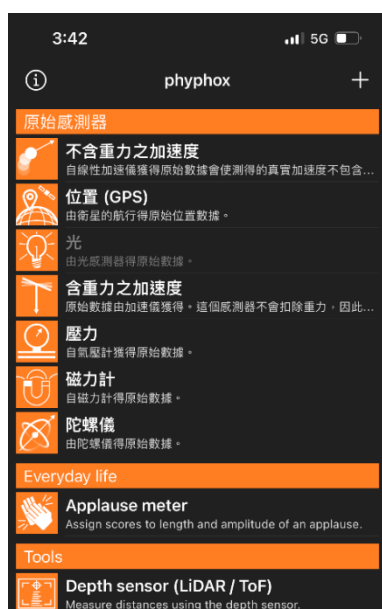 3:42
5G
phyphox
原始感測器
不含重力之加速度
自線性加速儀獲得原始數據會使測得的真實加速度不包含...
位置 (GPS)
由衛星的航行得原始位置數據。
光
由光感測器得原始數據。
含重力之加速度
原始數據由加速儀獲得。這個感測器不會扣除重力，因此...
壓力
自氣壓計獲得原始數據。
磁力計
自磁力計得原始數據。
陀螺儀
由陀螺儀得原始數據。
Everyday life
Applause meter
Assign scores to length and amplitude of an applause.
Tools
Depth sensor (LiDAR / ToF)
Measure distances using the depth sensor.